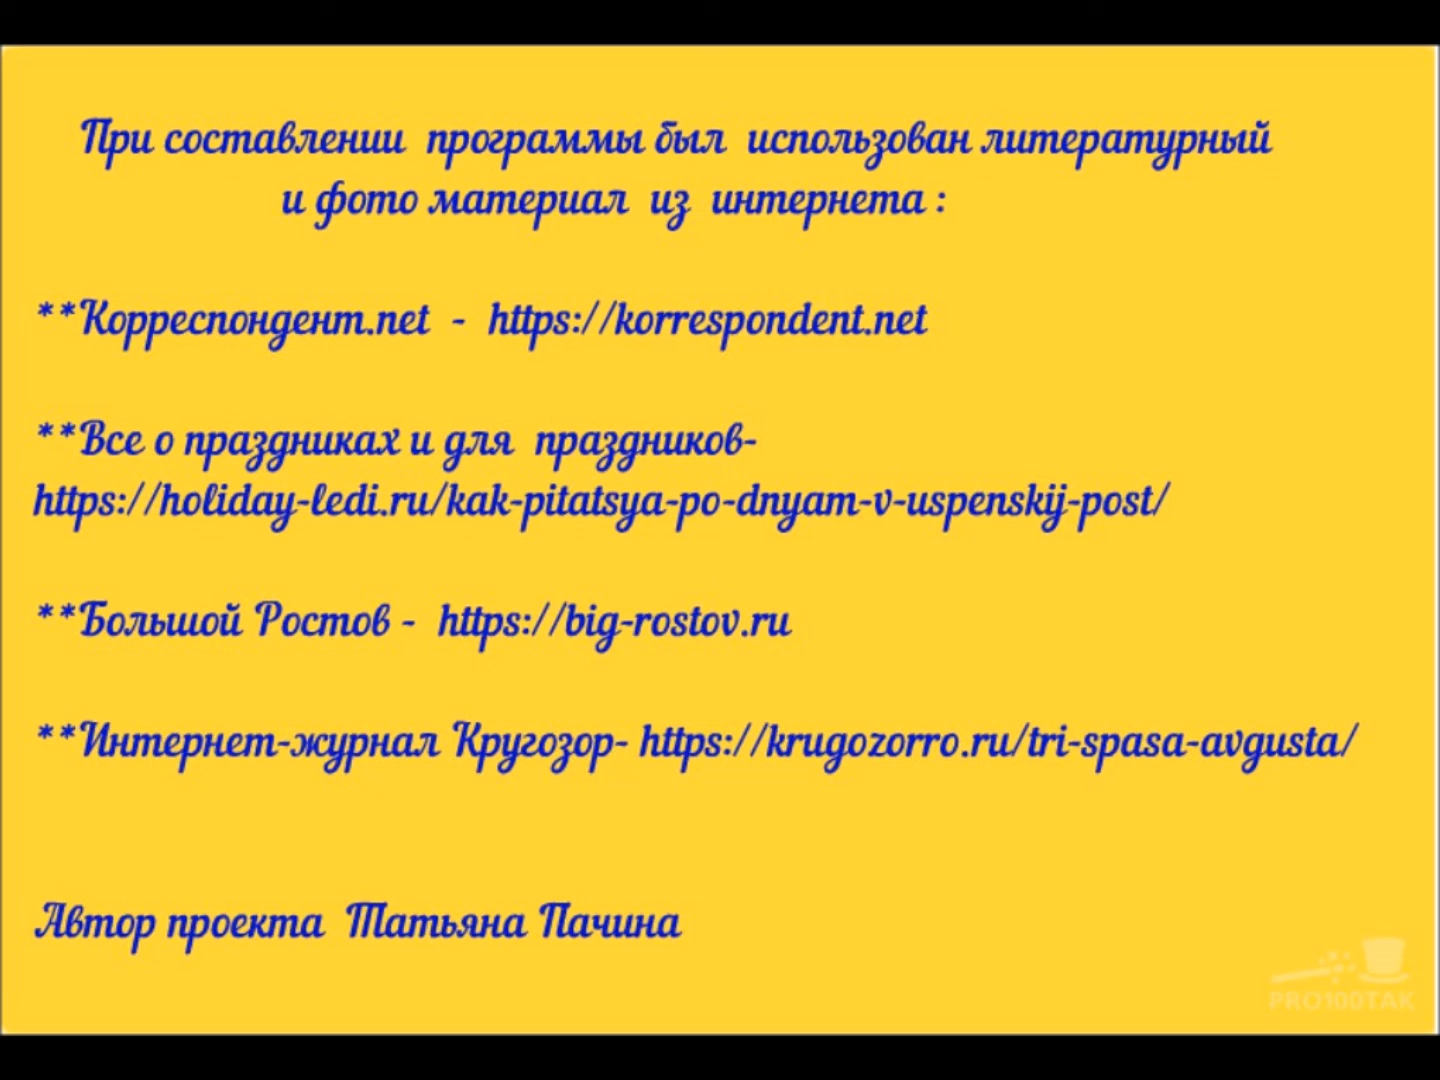 При составлении программы был использован литературный
и фото материал из интернета :
**Корреспондент.net - https://korrespondent.net
**Все о праздниках и для праздников-
https://holiday-ledi.ru/kak-pitatsya-po-dnyam-v-uspenskij-post/
**Большой Ростов - https://big-rostov.ru
**Интернет-журнал Кругозор- https://krugozorro.ru/tri-spasa-avgusta/
Автор проекта Татьяна Пачина
PRO100TAK